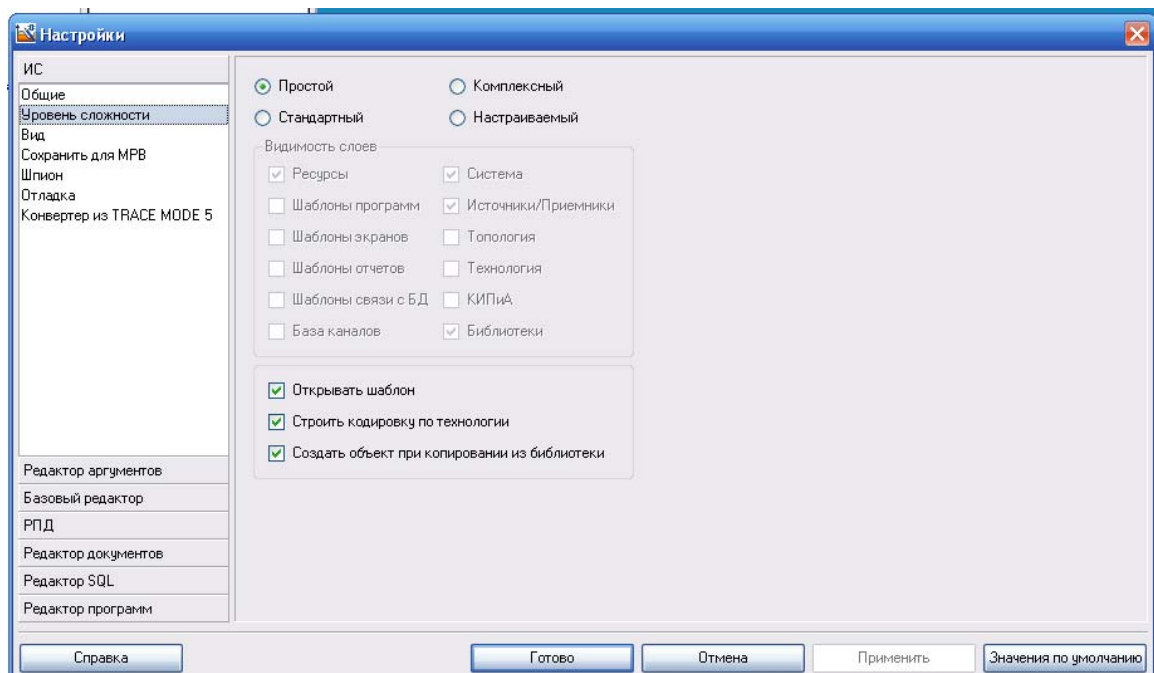 Настройки
ИС
Общие
Уровень сложности
Вид
Сохранить для МРВ
Шпион
Отладка
Конвертер из TRACE MODE 5
Редактор аргументов
Базовый редактор
РПД
Редактор документов
Редактор SQL
Редактор программ
Простой Комплексный
Стандартный Настраиваемый
Видимость слоев
Ресурсы Система
Шаблоны программ Источники/Приемники
Шаблоны экранов Топология
Шаблоны отчетов Технология
Шаблоны связи с БД КИПиА
База каналов Библиотеки
Открывать шаблон
Строить кодировку по технологии
Создать объект при копировании из библиотеки
Справка Готово Отмена Применить Значения по умолчанию